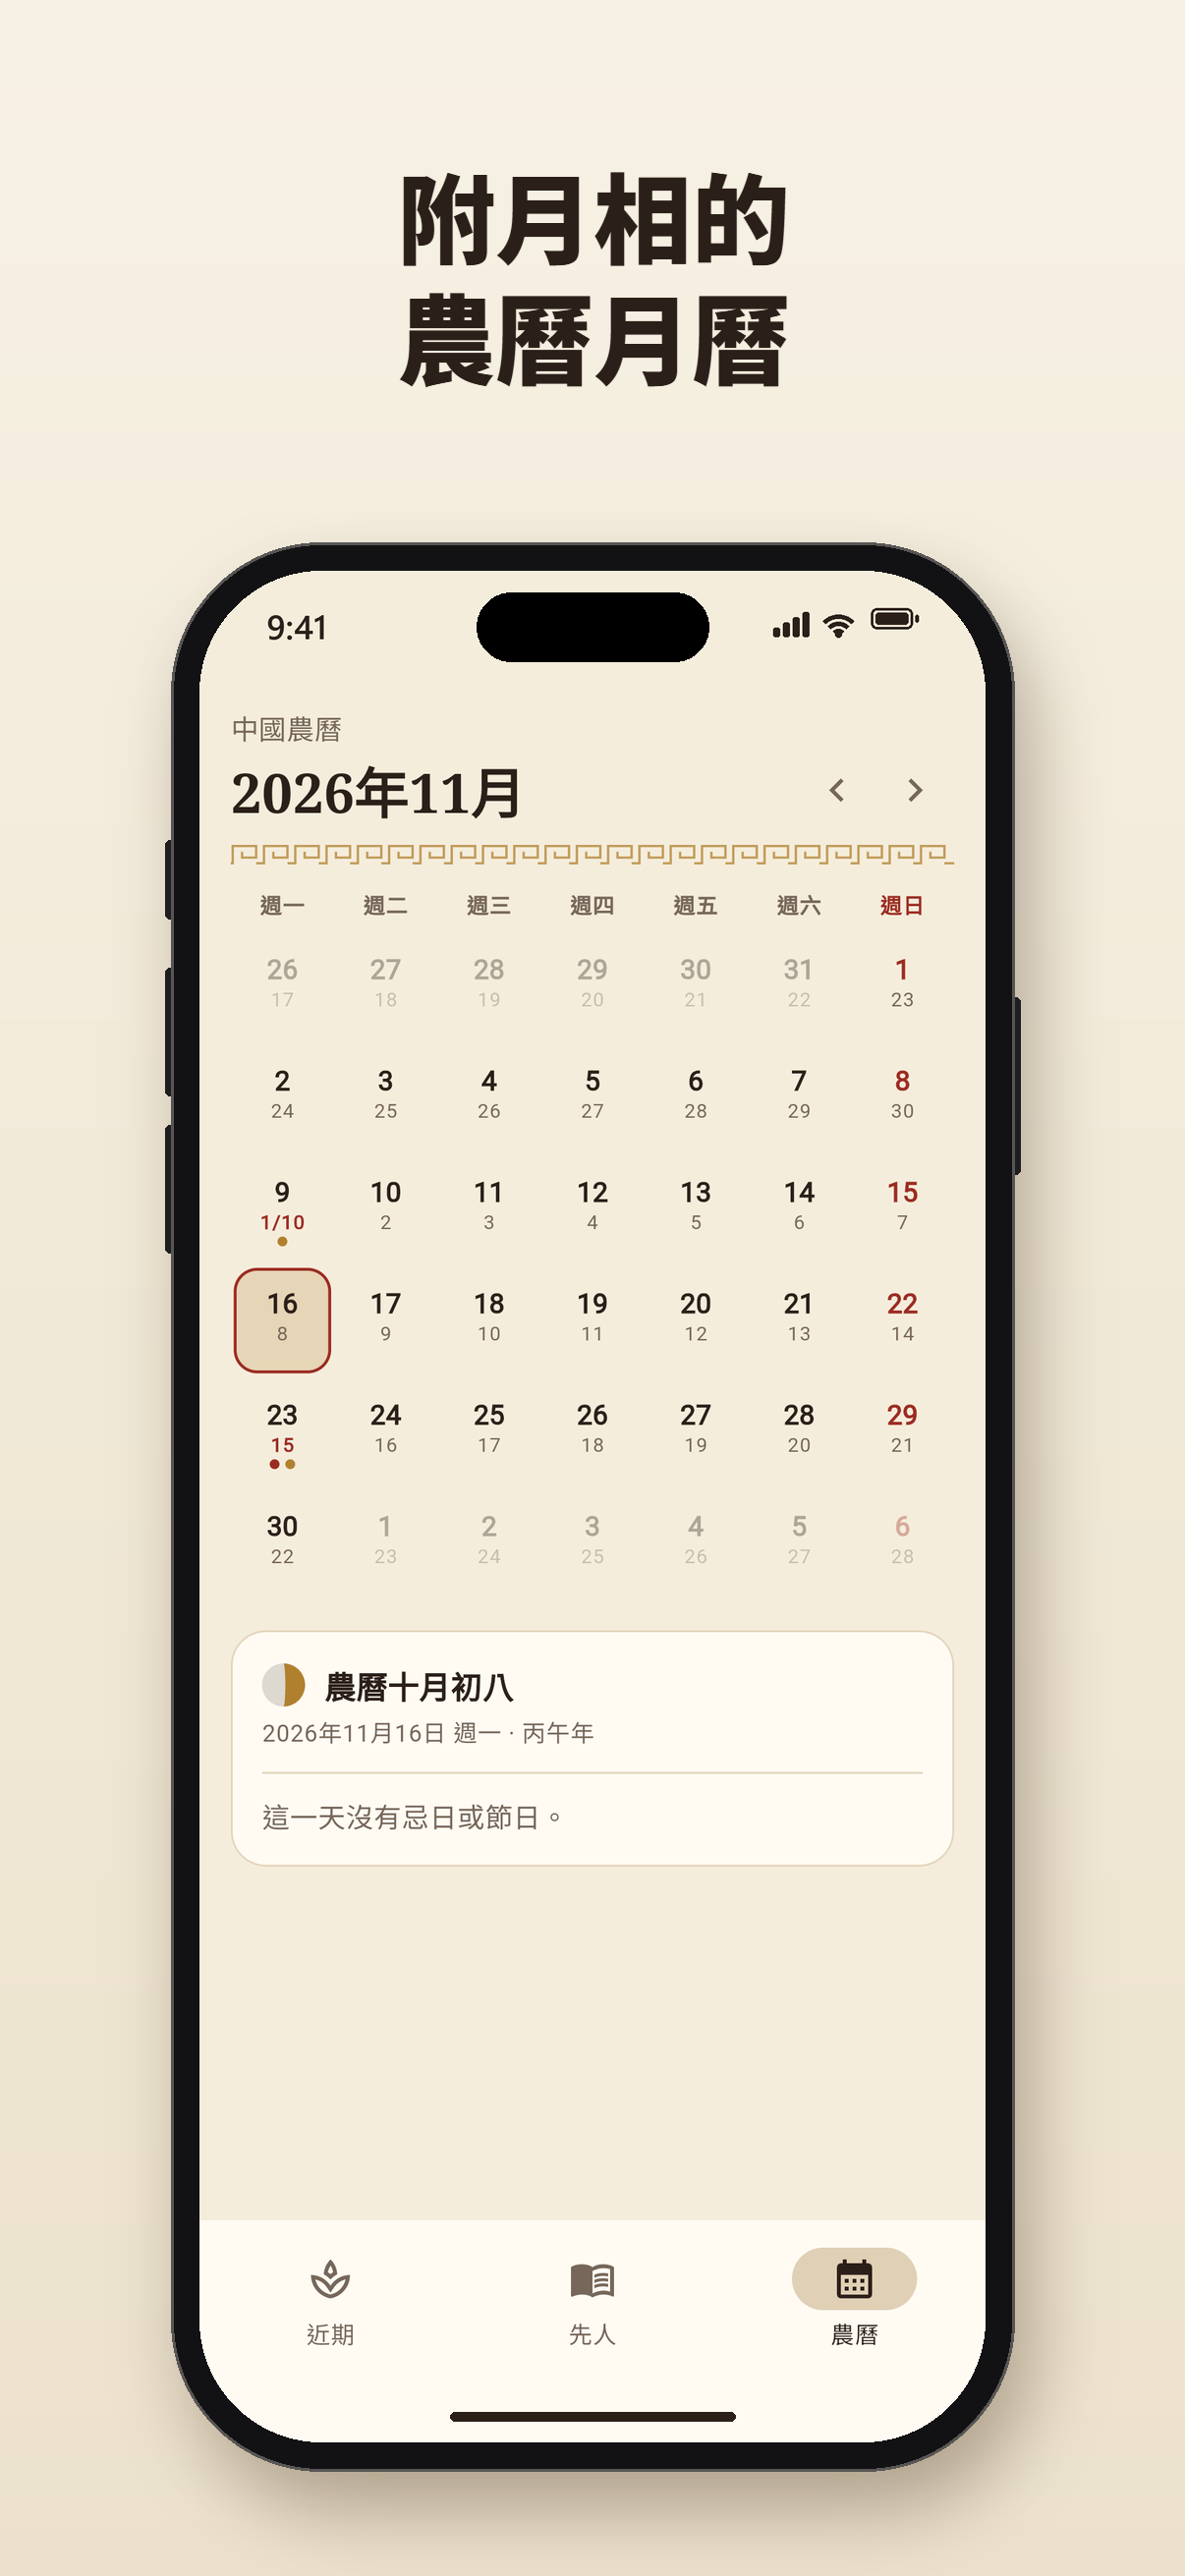 附月相的
農曆月曆
9:41
中國農曆
2026年11月
週一 週二 週三 週四 週五 週六 週日
26 27 28 29 30 31 1
17 18 19 20 21 22 23
2 3 4 5 6 7 8
24 25 26 27 28 29 30
9 10 11 12 13 14 15
1/10 2 3 4 5 6 7
16 17 18 19 20 21 22
8 9 10 11 12 13 14
23 24 25 26 27 28 29
15 16 17 18 19 20 21
30 1 2 3 4 5 6
22 23 24 25 26 27 28
農曆十月初八
2026年11月16日 週一 · 丙午年
這一天沒有忌日或節日。
近期 先人 農曆